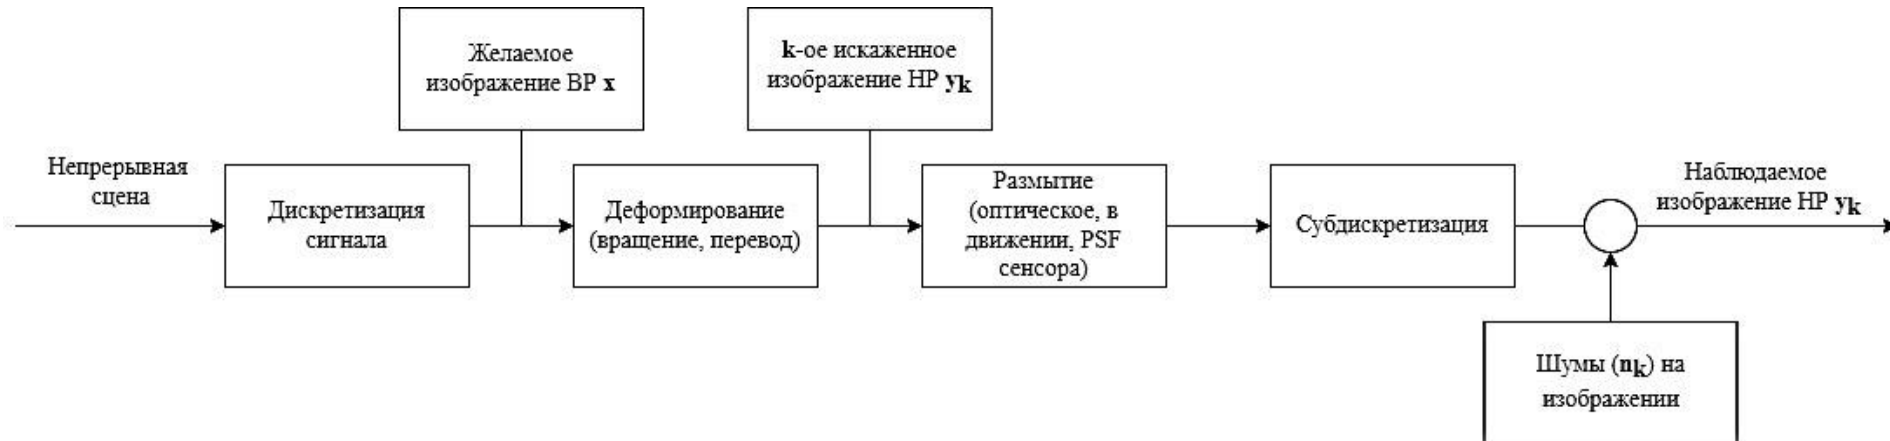 Желаемое
изображение ВР x
k-ое искаженное
изображение НР yk
Непрерывная
сцена
Дискретизация
сигнала
Деформирование
(вращение, перевод)
Размытие
(оптическое, в
движении, PSF
сенсора)
Субдискретизация
Наблюдаемое
изображение НР yk
Шумы (nk) на
изображении